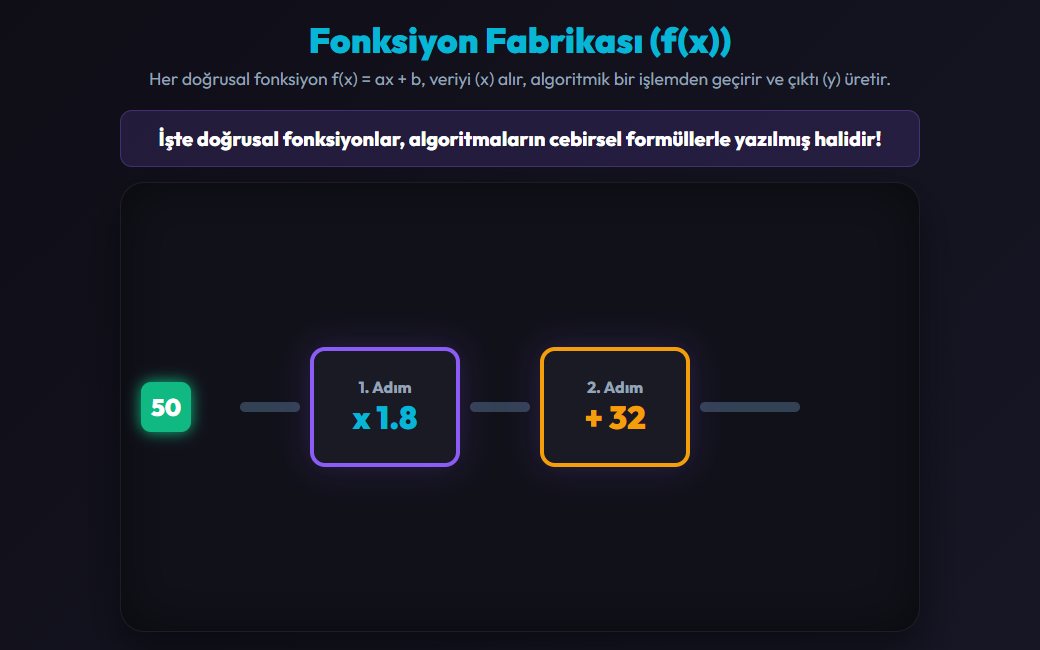 Fonksiyon Fabrikası (f(x))
Her doğrusal fonksiyon f(x) = ax + b, veriyi (x) alır, algoritmik bir işlemden geçirir ve çıktı (y) üretir.
İşte doğrusal fonksiyonlar, algoritmaların cebirsel formüllerle yazılmış halidir!
50
1. Adım
x 1.8
2. Adım
+ 32